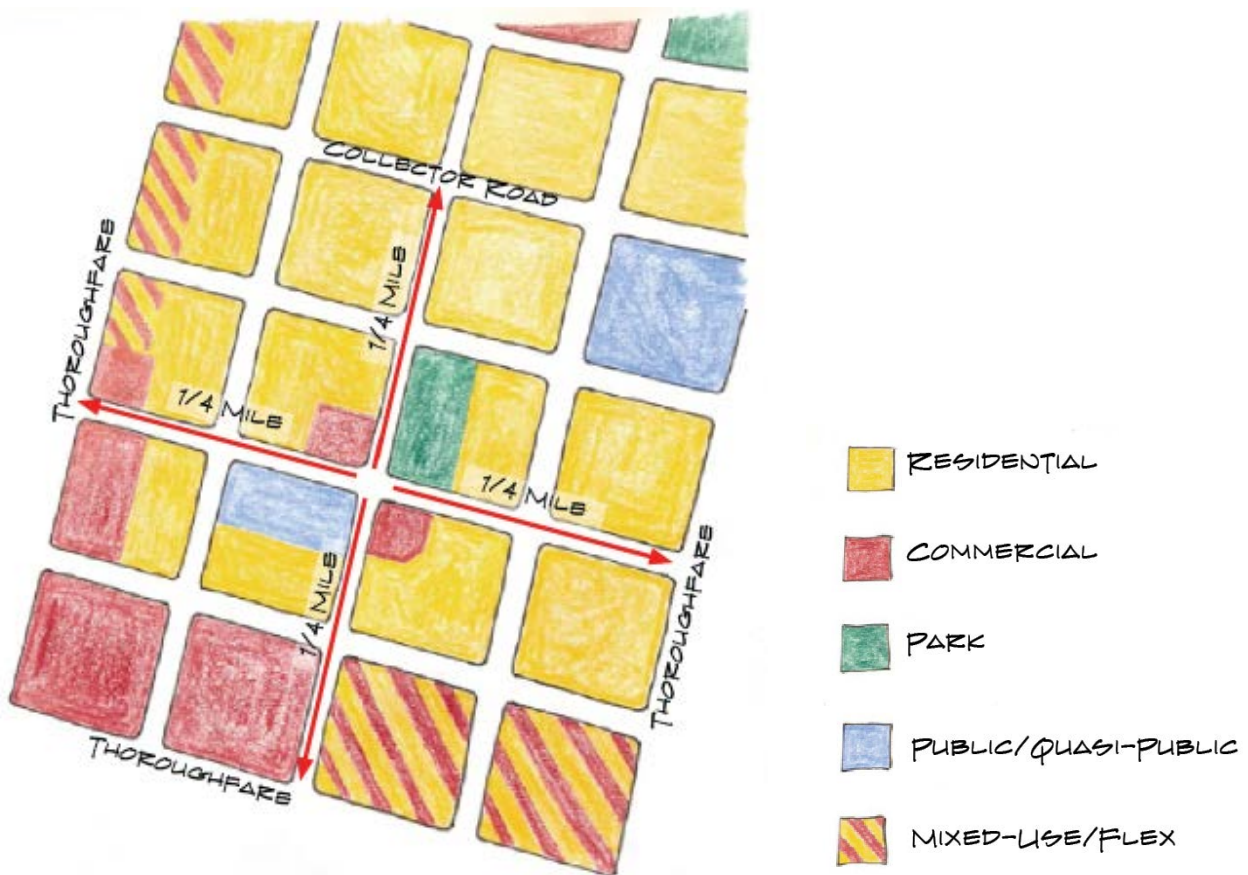 COLLECTOR ROAD
THOROUGHFARE
1/4 MILE
1/4 MILE
1/4 MILE
1/4 MILE
THOROUGHFARE
THOROUGHFARE
RESIDENTIAL
COMMERCIAL
PARK
PUBLIC/QUASI-PUBLIC
MIXED-USE/FLEX